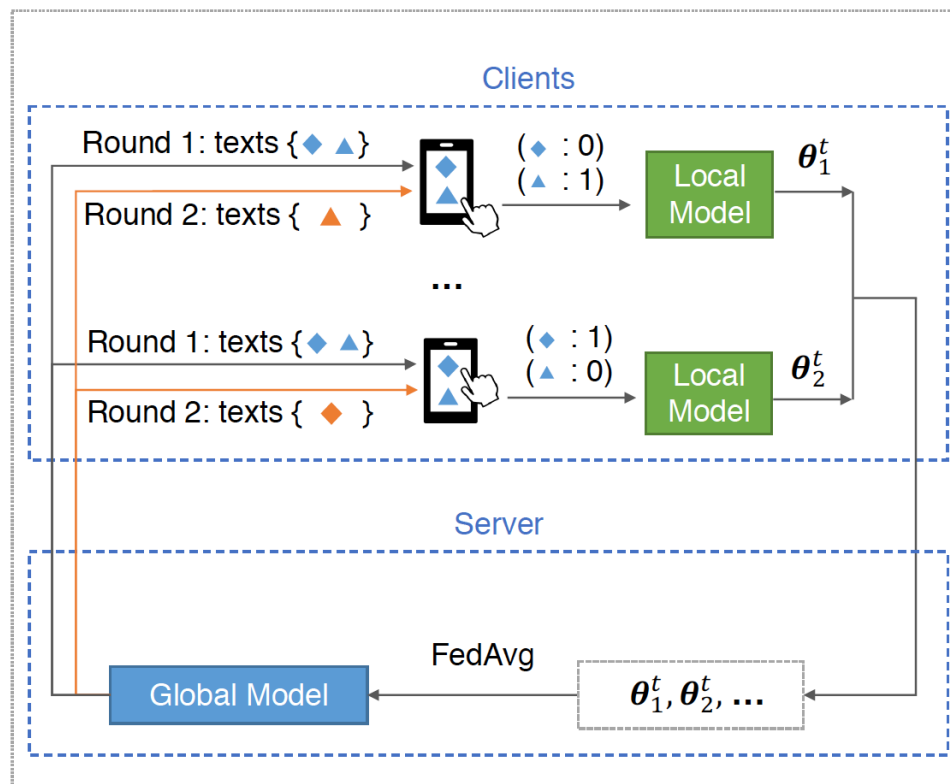 Clients
Round 1: texts {◆ ▲}
Round 2: texts { ▲ }
(◆ : 0)
(▲ : 1)
Local
Model
θ₁ᵗ
...
Round 1: texts {◆ ▲}
Round 2: texts { ◆ }
(◆ : 1)
(▲ : 0)
Local
Model
θ₂ᵗ
Server
FedAvg
Global Model
θ₁ᵗ, θ₂ᵗ, ...